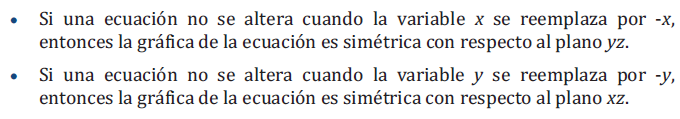 • Si una ecuación no se altera cuando la variable x se reemplaza por -x,
entonces la gráfica de la ecuación es simétrica con respecto al plano yz.
• Si una ecuación no se altera cuando la variable y se reemplaza por -y,
entonces la gráfica de la ecuación es simétrica con respecto al plano xz.